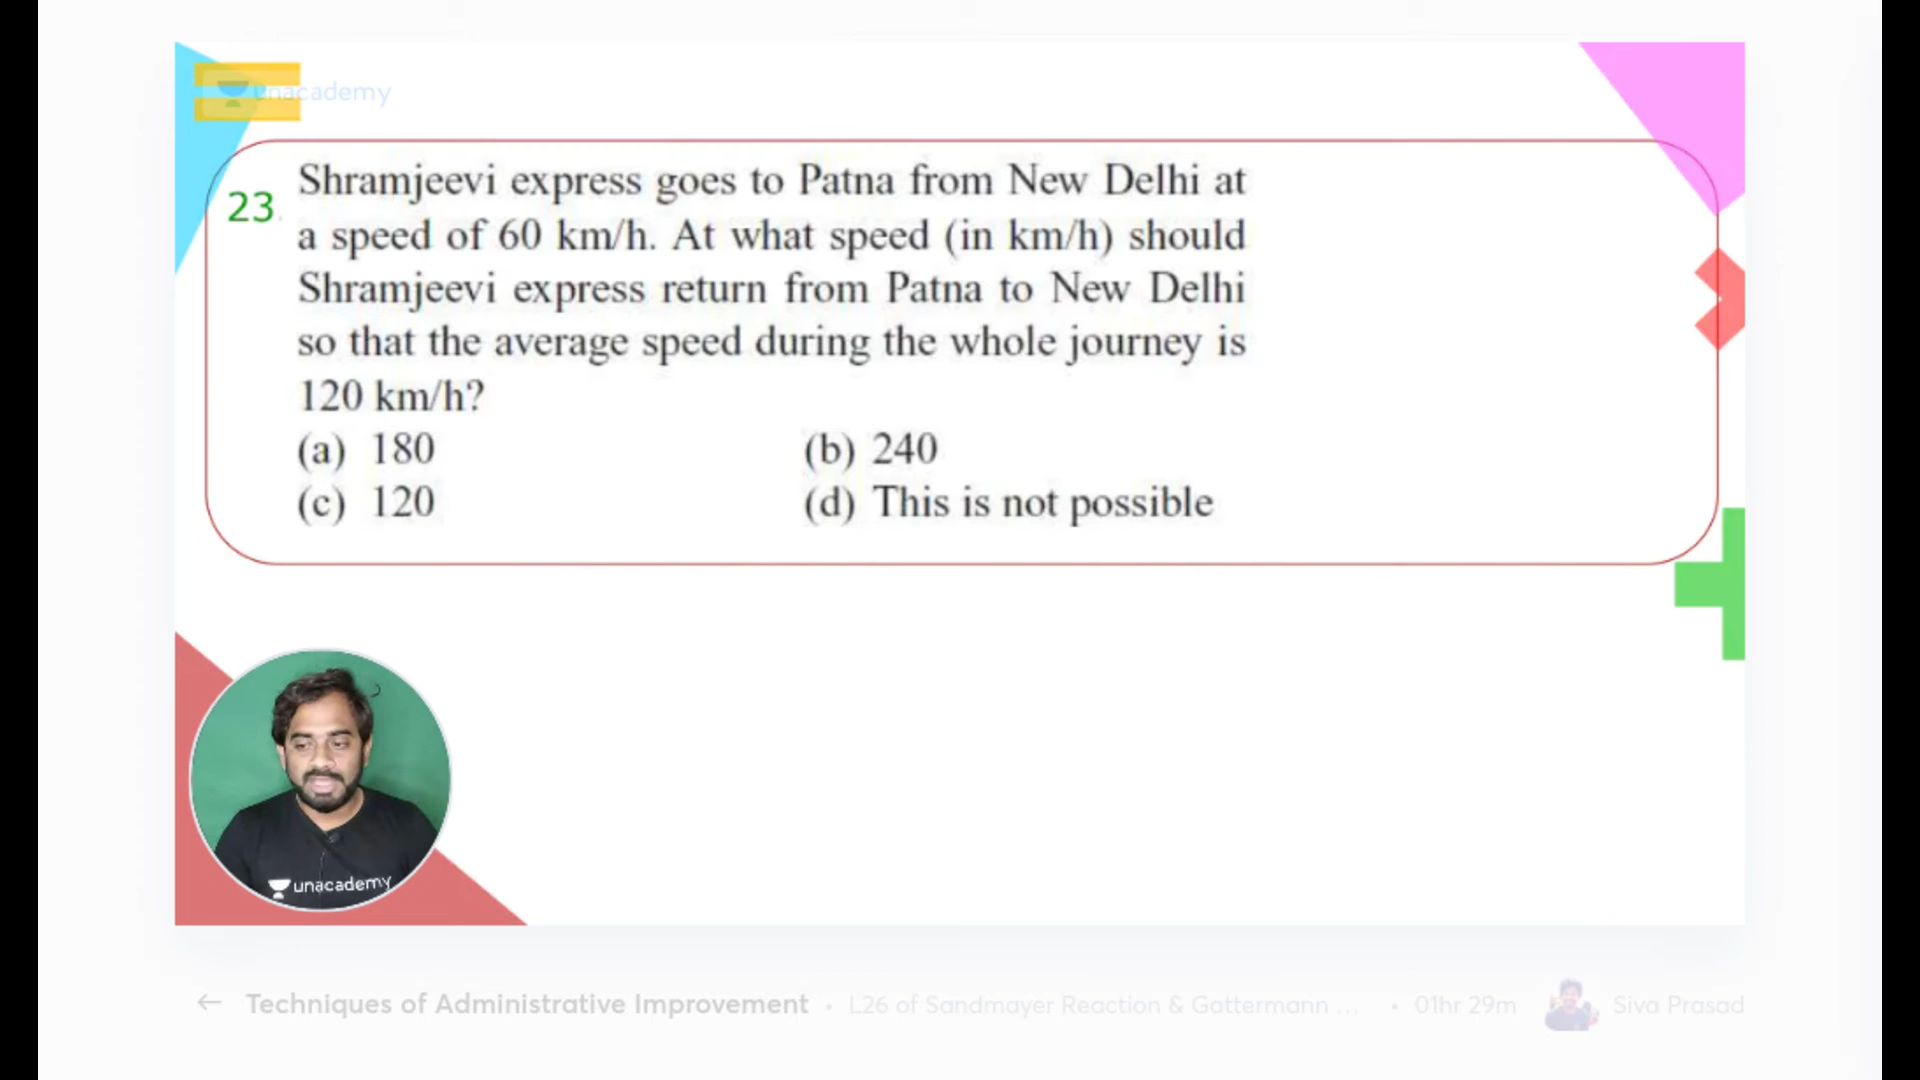 unacademy
23.
Shramjeevi express goes to Patna from New Delhi at
a speed of 60 km/h. At what speed (in km/h) should
Shramjeevi express return from Patna to New Delhi
so that the average speed during the whole journey is
120 km/h?
(a) 180 (b) 240
(c) 120 (d) This is not possible
unacademy
← Techniques of Administrative Improvement • L26 of Sandmayer Reaction & Gattermann ... • 01hr 29m Siva Prasad